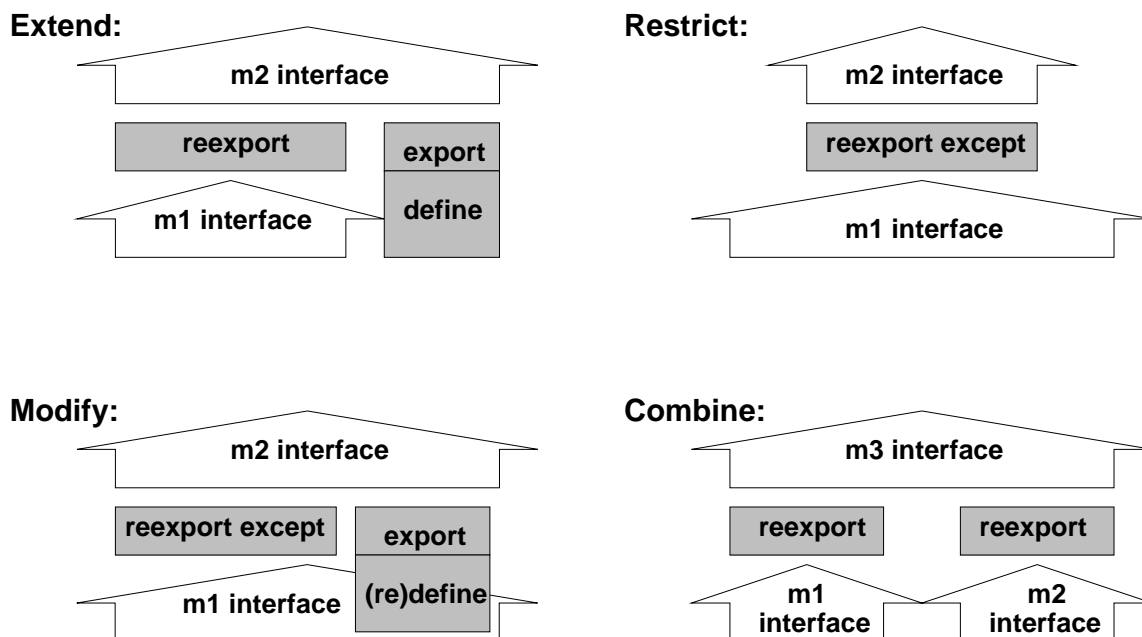 Extend:
m2 interface
reexport
export
m1 interface
define
Restrict:
m2 interface
reexport except
m1 interface
Modify:
m2 interface
reexport except
export
m1 interface
(re)define
Combine:
m3 interface
reexport
reexport
m1
interface
m2
interface